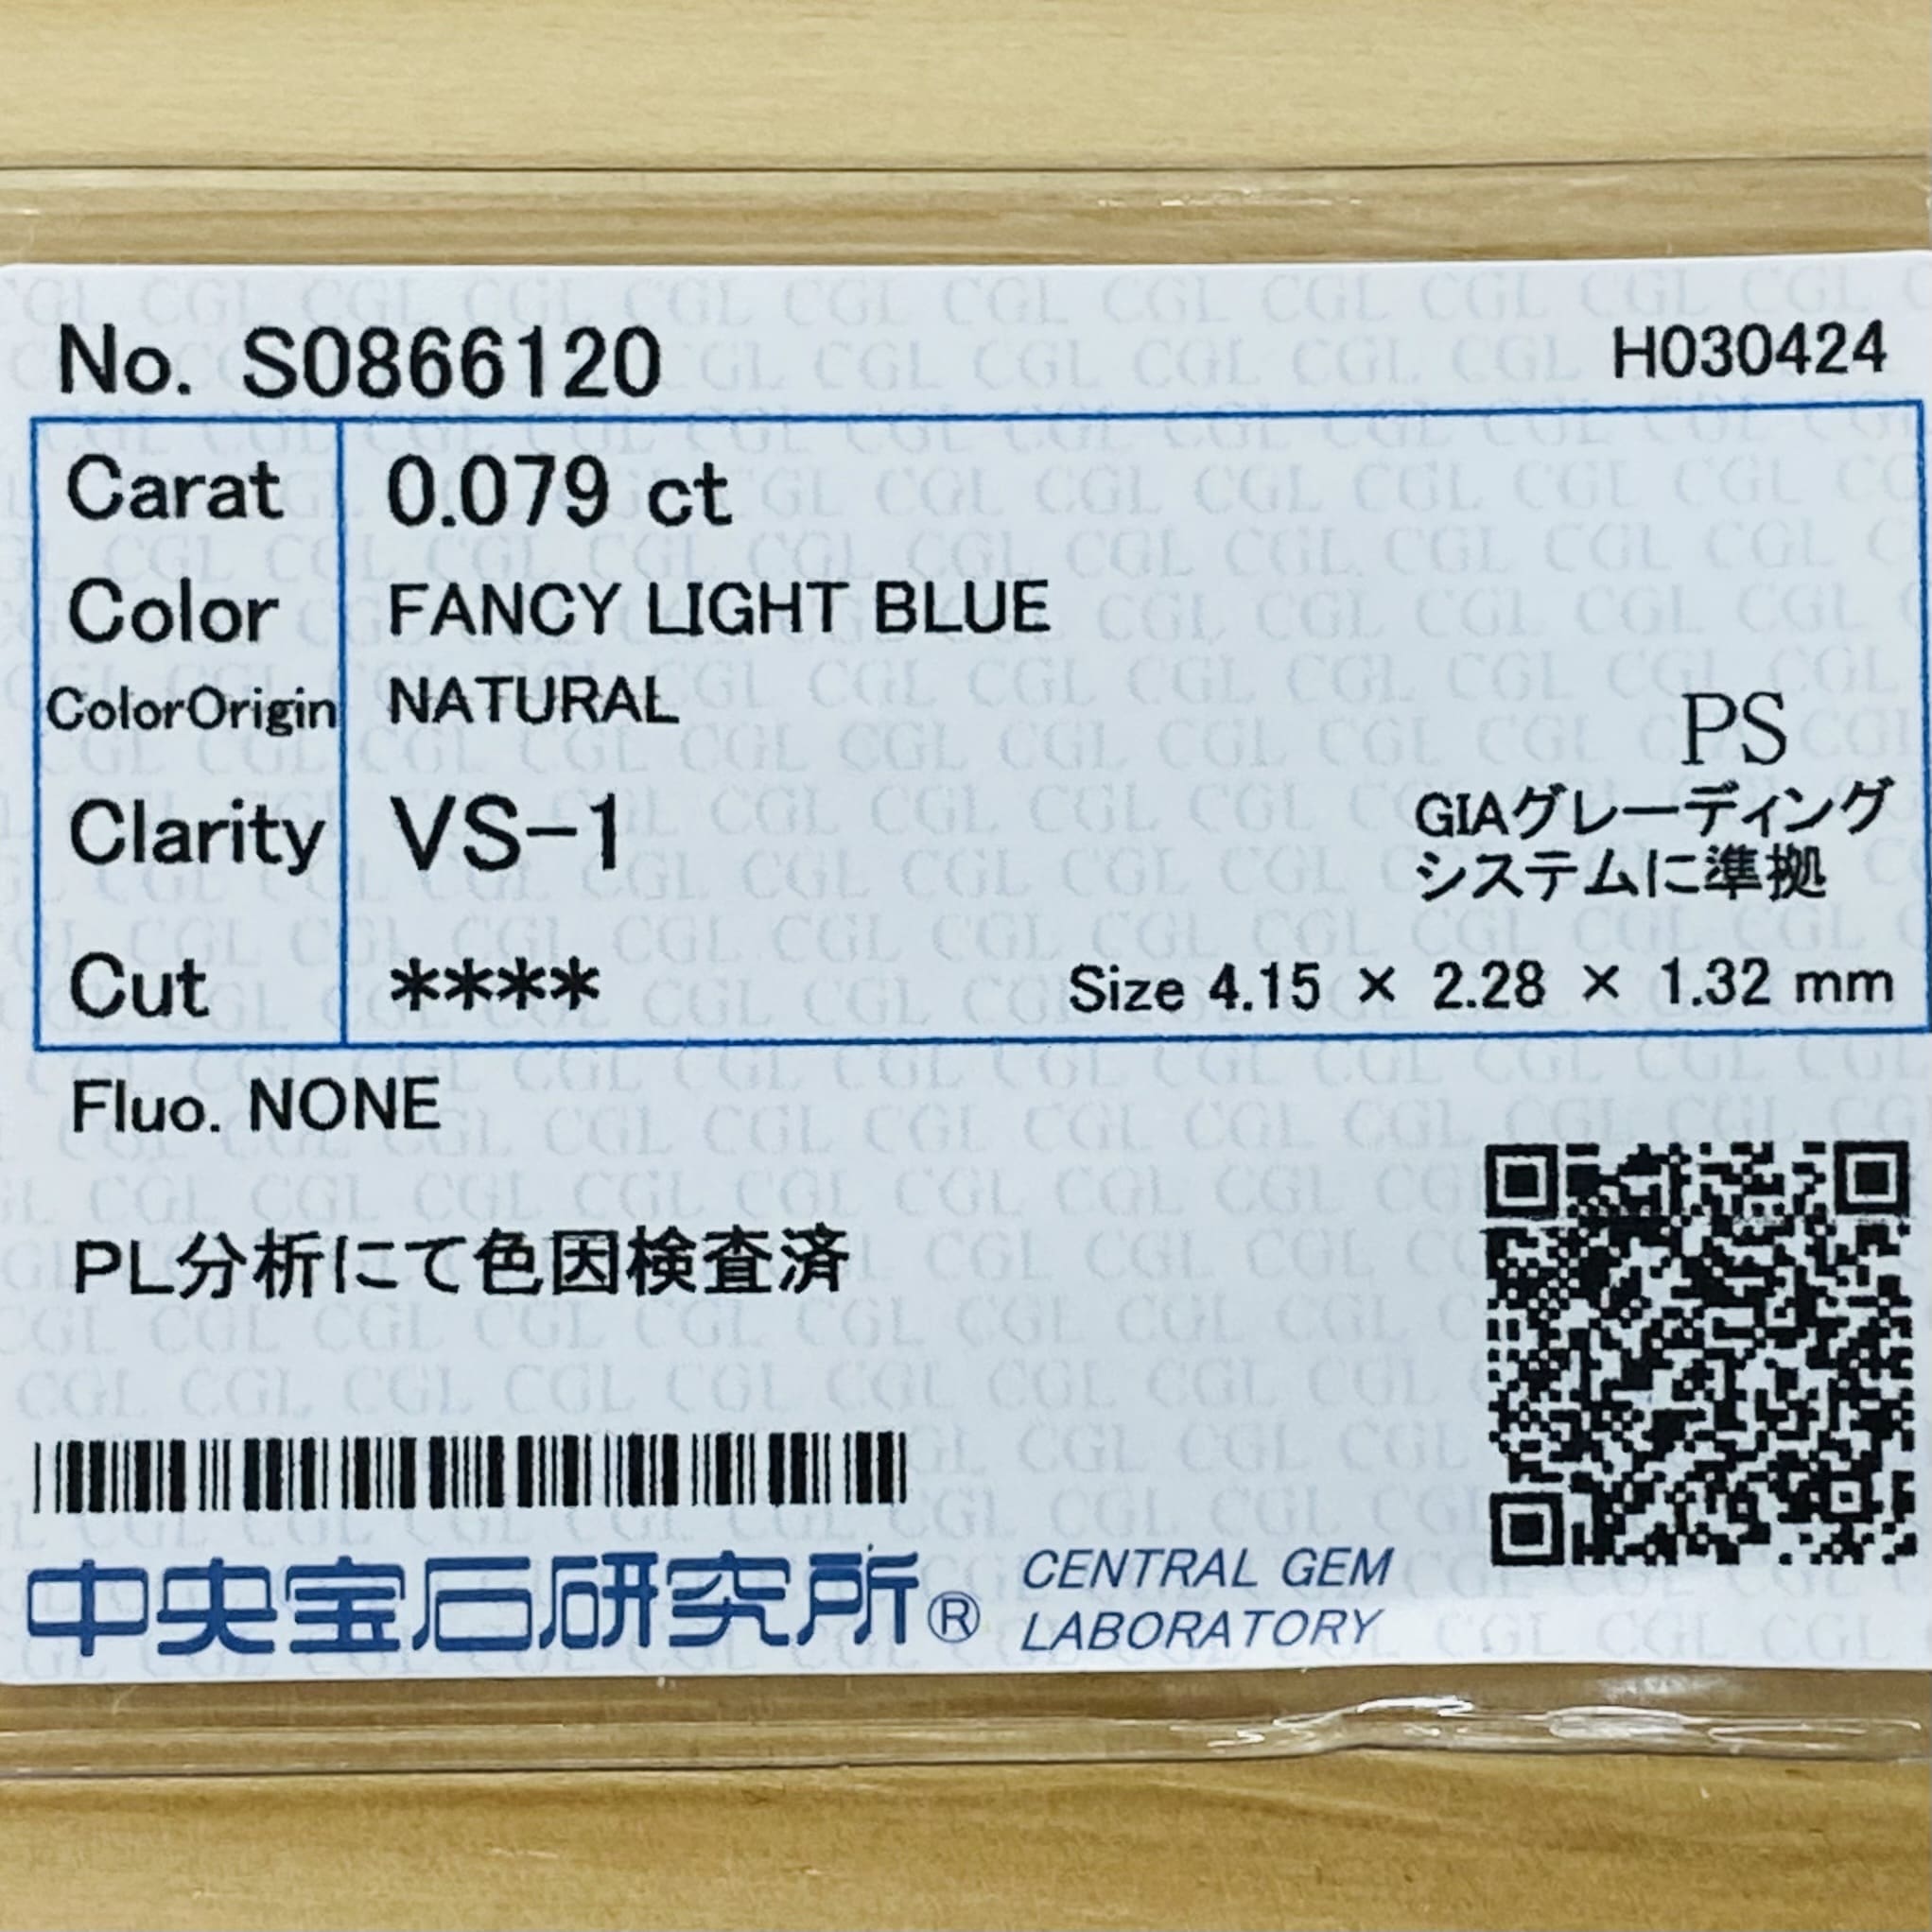 No. S0866120 H030424
Carat 0.079 ct
Color FANCY LIGHT BLUE
ColorOrigin NATURAL
PS
Clarity VS-1
GIAグレーディング
システムに準拠
Cut **** Size 4.15 × 2.28 × 1.32 mm
Fluo. NONE
PL分析にて色因検査済
中央宝石研究所® CENTRAL GEM
LABORATORY